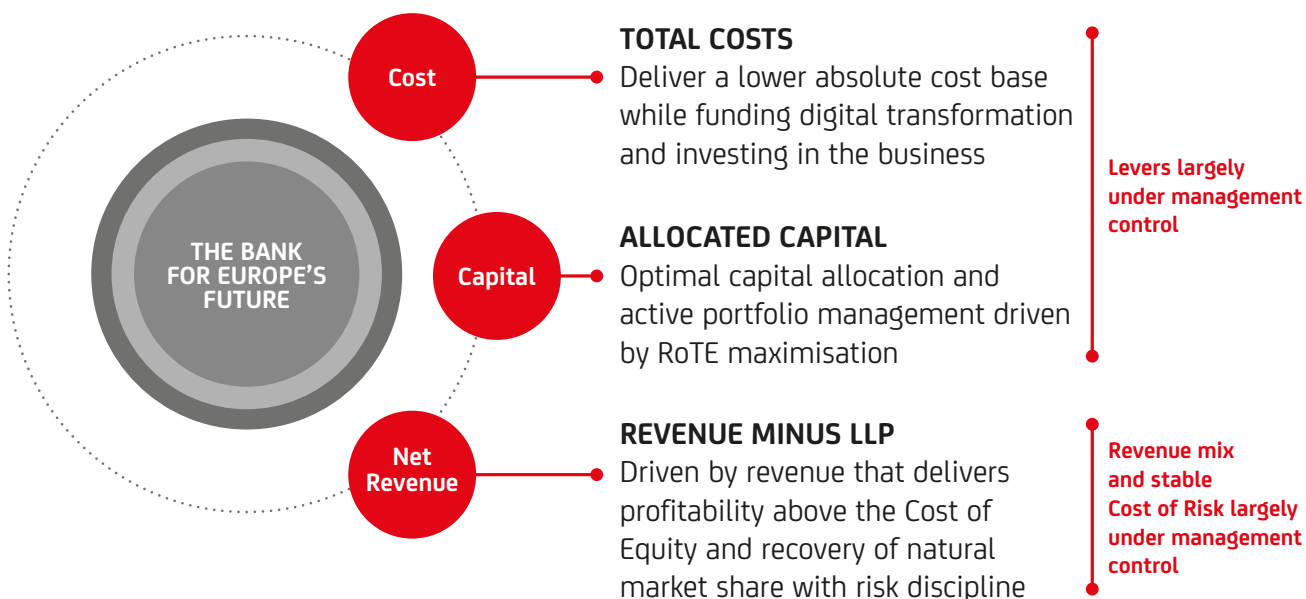 THE BANK
FOR EUROPE'S
FUTURE
Cost
TOTAL COSTS
Deliver a lower absolute cost base
while funding digital transformation
and investing in the business
Capital
ALLOCATED CAPITAL
Optimal capital allocation and
active portfolio management driven
by RoTE maximisation
Levers largely
under management
control
Net
Revenue
REVENUE MINUS LLP
Driven by revenue that delivers
profitability above the Cost of
Equity and recovery of natural
market share with risk discipline
Revenue mix
and stable
Cost of Risk largely
under management
control